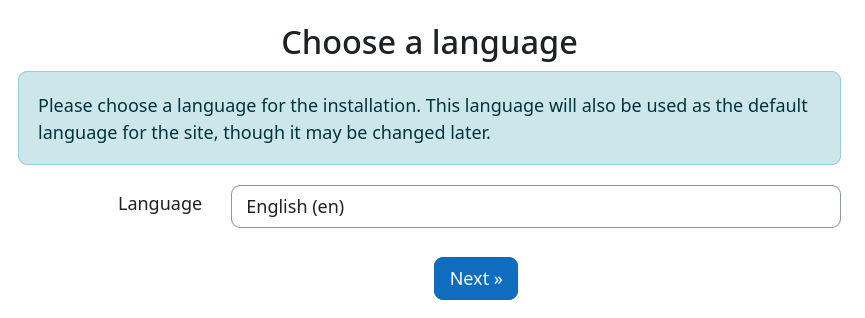 Choose a language
Please choose a language for the installation. This language will also be used as the default
language for the site, though it may be changed later.
Language
English (en)
Next »